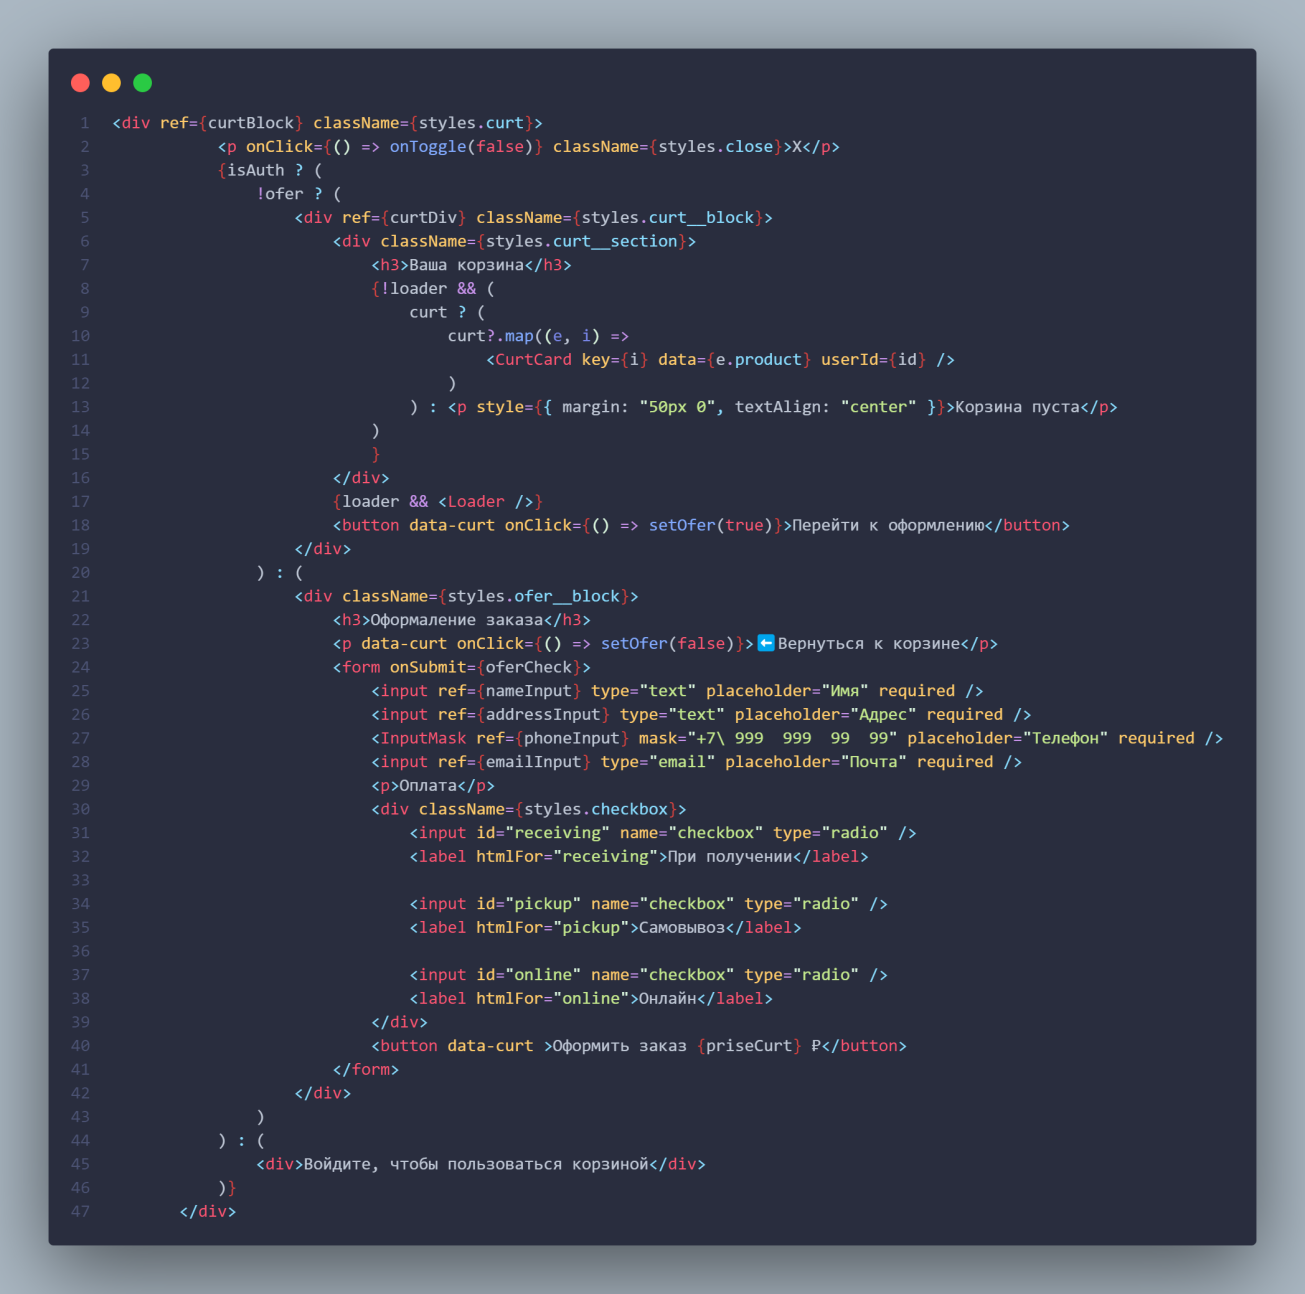 1 <div ref={curtBlock} className={styles.curt}>
2 <p onClick={() => onToggle(false)} className={styles.close}>X</p>
3 {isAuth ? (
4 !ofer ? (
5 <div ref={curtDiv} className={styles.curt__block}>
6 <div className={styles.curt__section}>
7 <h3>Ваша корзина</h3>
8 {!loader && (
9 curt ? (
10 curt?.map((e, i) =>
11 <CurtCard key={i} data={e.product} userId={id} />
12 )
13 ) : <p style={{ margin: "50px 0", textAlign: "center" }}>Корзина пуста</p>
14 )
15 }
16 </div>
17 {loader && <Loader />}
18 <button data-curt onClick={() => setOfer(true)}>Перейти к оформлению</button>
19 </div>
20 ) : (
21 <div className={styles.ofer__block}>
22 <h3>Оформаление заказа</h3>
23 <p data-curt onClick={() => setOfer(false)}>⬅️Вернуться к корзине</p>
24 <form onSubmit={oferCheck}>
25 <input ref={nameInput} type="text" placeholder="Имя" required />
26 <input ref={addressInput} type="text" placeholder="Адрес" required />
27 <InputMask ref={phoneInput} mask="+7\ 999  999  99  99" placeholder="Телефон" required />
28 <input ref={emailInput} type="email" placeholder="Почта" required />
29 <p>Оплата</p>
30 <div className={styles.checkbox}>
31 <input id="receiving" name="checkbox" type="radio" />
32 <label htmlFor="receiving">При получении</label>
33
34 <input id="pickup" name="checkbox" type="radio" />
35 <label htmlFor="pickup">Самовывоз</label>
36
37 <input id="online" name="checkbox" type="radio" />
38 <label htmlFor="online">Онлайн</label>
39 </div>
40 <button data-curt >Оформить заказ {priseCurt} ₽</button>
41 </form>
42 </div>
43 )
44 ) : (
45 <div>Войдите, чтобы пользоваться корзиной</div>
46 )}
47 </div>